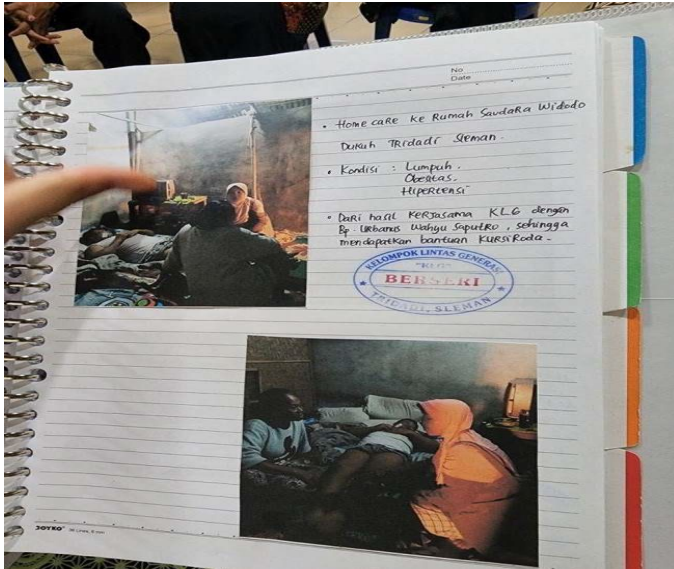 No
Date
• Home care ke Rumah Saudara Widodo
Dukuh Tridadi Sleman.
• Kondisi : Lumpuh.
Obesitas.
Hipertensi
• Dari hasil Kerjasama KLG dengan
Bp. Urbanus Wahyu Saputro, sehingga
mendapatkan bantuan Kursi Roda.
KELOMPOK LINTAS GENERASI
"KLG"
BERSERI
TRIDADI, SLEMAN
JOYKO